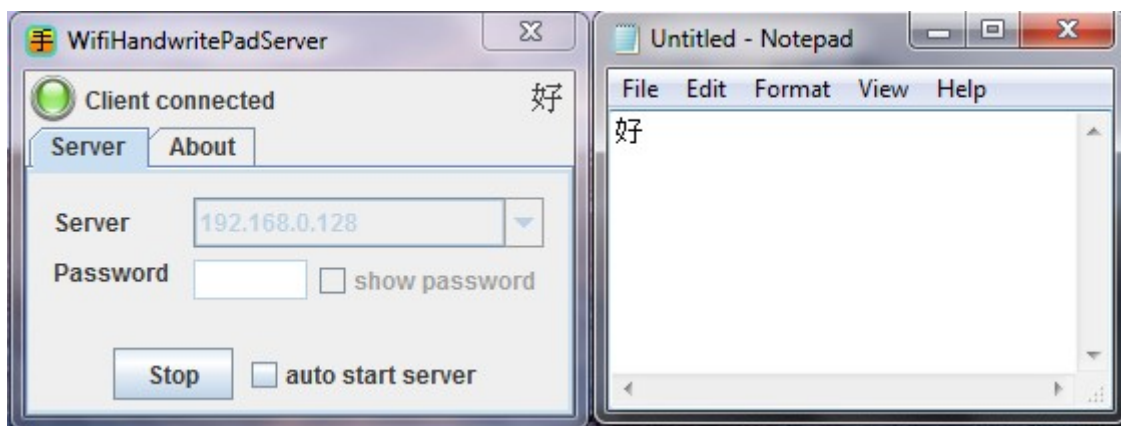 手 WifiHandwritePadServer
Client connected 好
Server About
Server 192.168.0.128
Password show password
Stop auto start server
Untitled - Notepad
File Edit Format View Help
好